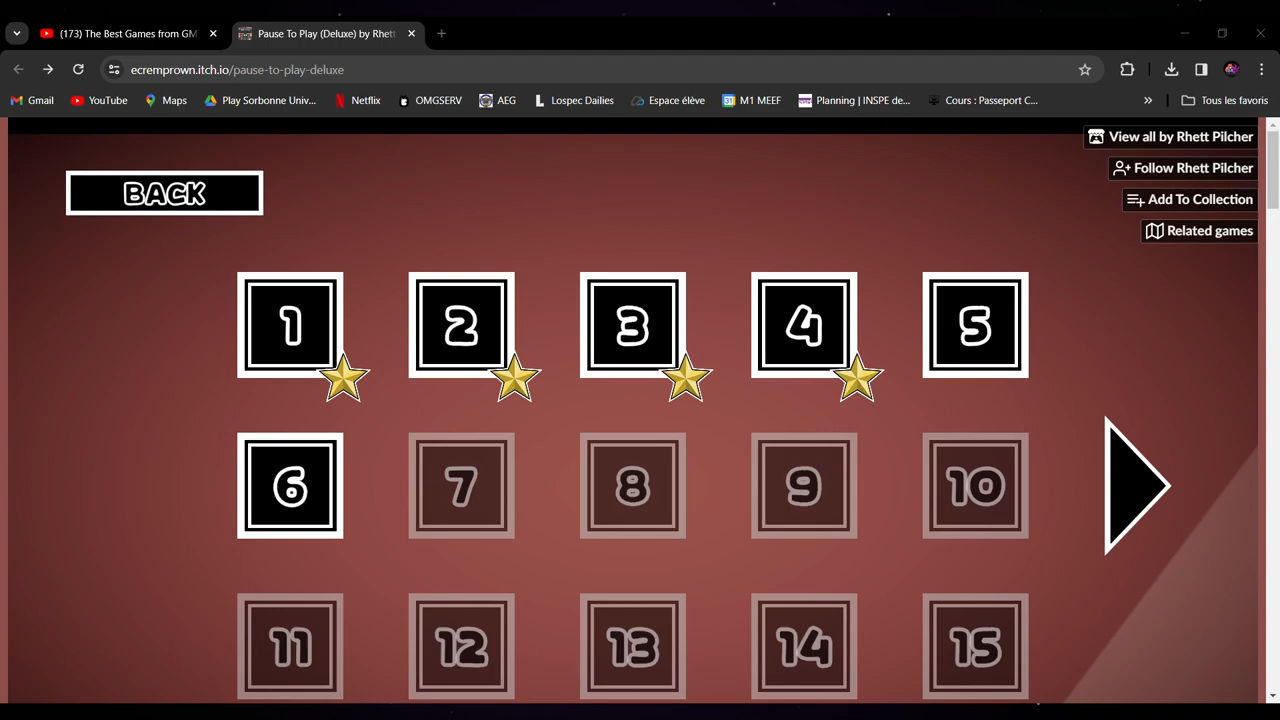 (173) The Best Games from GM
Pause To Play (Deluxe) by Rhett
ecremprown.itch.io/pause-to-play-deluxe
Gmail YouTube Maps Play Sorbonne Univ... Netflix OMGSERV AEG Lospec Dailies Espace élève M1 MEEF Planning | INSPE de... Cours : Passeport C... » Tous les favoris
View all by Rhett Pilcher
Follow Rhett Pilcher
Add To Collection
Related games
BACK
1 2 3 4 5
6 7 8 9 10
11 12 13 14 15